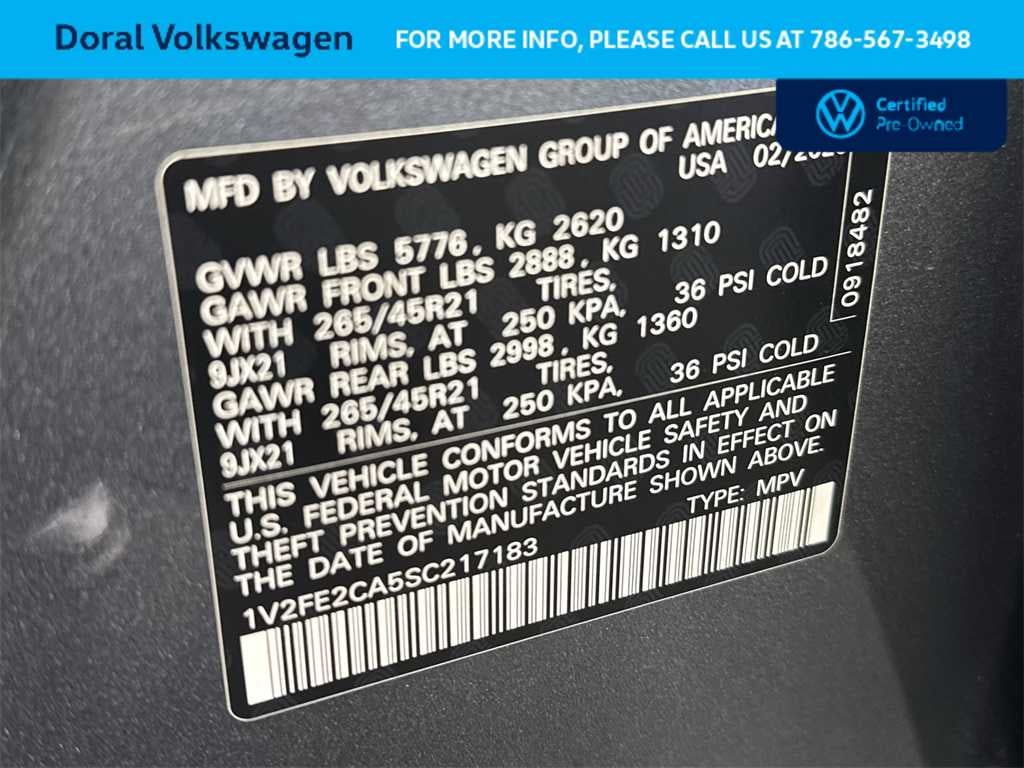 Doral Volkswagen
FOR MORE INFO, PLEASE CALL US AT 786-567-3498
Certified
Pre-Owned
MFD BY VOLKSWAGEN GROUP OF AMERICA
USA
GVWR LBS 5776, KG 2620
GAWR FRONT LBS 2888, KG 1310
WITH 265/45R21 TIRES,
9JX21 RIMS, AT 250 KPA, 36 PSI COLD
GAWR REAR LBS 2998, KG 1360
WITH 265/45R21 TIRES,
9JX21 RIMS, AT 250 KPA, 36 PSI COLD
THIS VEHICLE CONFORMS TO ALL APPLICABLE
U.S. FEDERAL MOTOR VEHICLE SAFETY AND
THEFT PREVENTION STANDARDS IN EFFECT ON
THE DATE OF MANUFACTURE SHOWN ABOVE.
1V2FE2CA5SC217183 TYPE: MPV
0918482